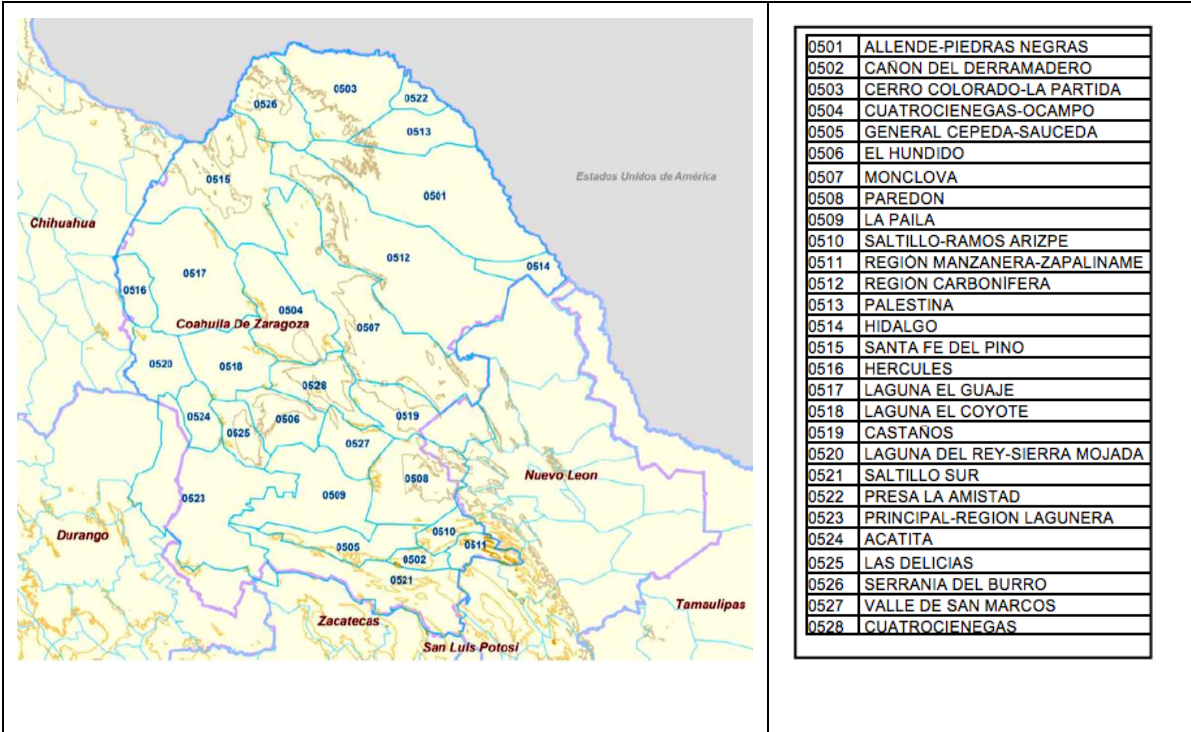 0503
0526
0522
0513
0515
Estados Unidos de América
0501
Chihuahua
0512
0514
0517
0516
0504
Coahuila De Zaragoza
0507
0520
0518
0528
0524
0506
0519
0525
0527
Nuevo Leon
0508
0523
0509
Durango
0510
0505
0511
0502
0521
Tamaulipas
Zacatecas
San Luis Potosi
0501 ALLENDE-PIEDRAS NEGRAS
0502 CAÑON DEL DERRAMADERO
0503 CERRO COLORADO-LA PARTIDA
0504 CUATROCIENEGAS-OCAMPO
0505 GENERAL CEPEDA-SAUCEDA
0506 EL HUNDIDO
0507 MONCLOVA
0508 PAREDON
0509 LA PAILA
0510 SALTILLO-RAMOS ARIZPE
0511 REGIÓN MANZANERA-ZAPALINAME
0512 REGIÓN CARBONÍFERA
0513 PALESTINA
0514 HIDALGO
0515 SANTA FE DEL PINO
0516 HERCULES
0517 LAGUNA EL GUAJE
0518 LAGUNA EL COYOTE
0519 CASTAÑOS
0520 LAGUNA DEL REY-SIERRA MOJADA
0521 SALTILLO SUR
0522 PRESA LA AMISTAD
0523 PRINCIPAL-REGION LAGUNERA
0524 ACATITA
0525 LAS DELICIAS
0526 SERRANIA DEL BURRO
0527 VALLE DE SAN MARCOS
0528 CUATROCIENEGAS